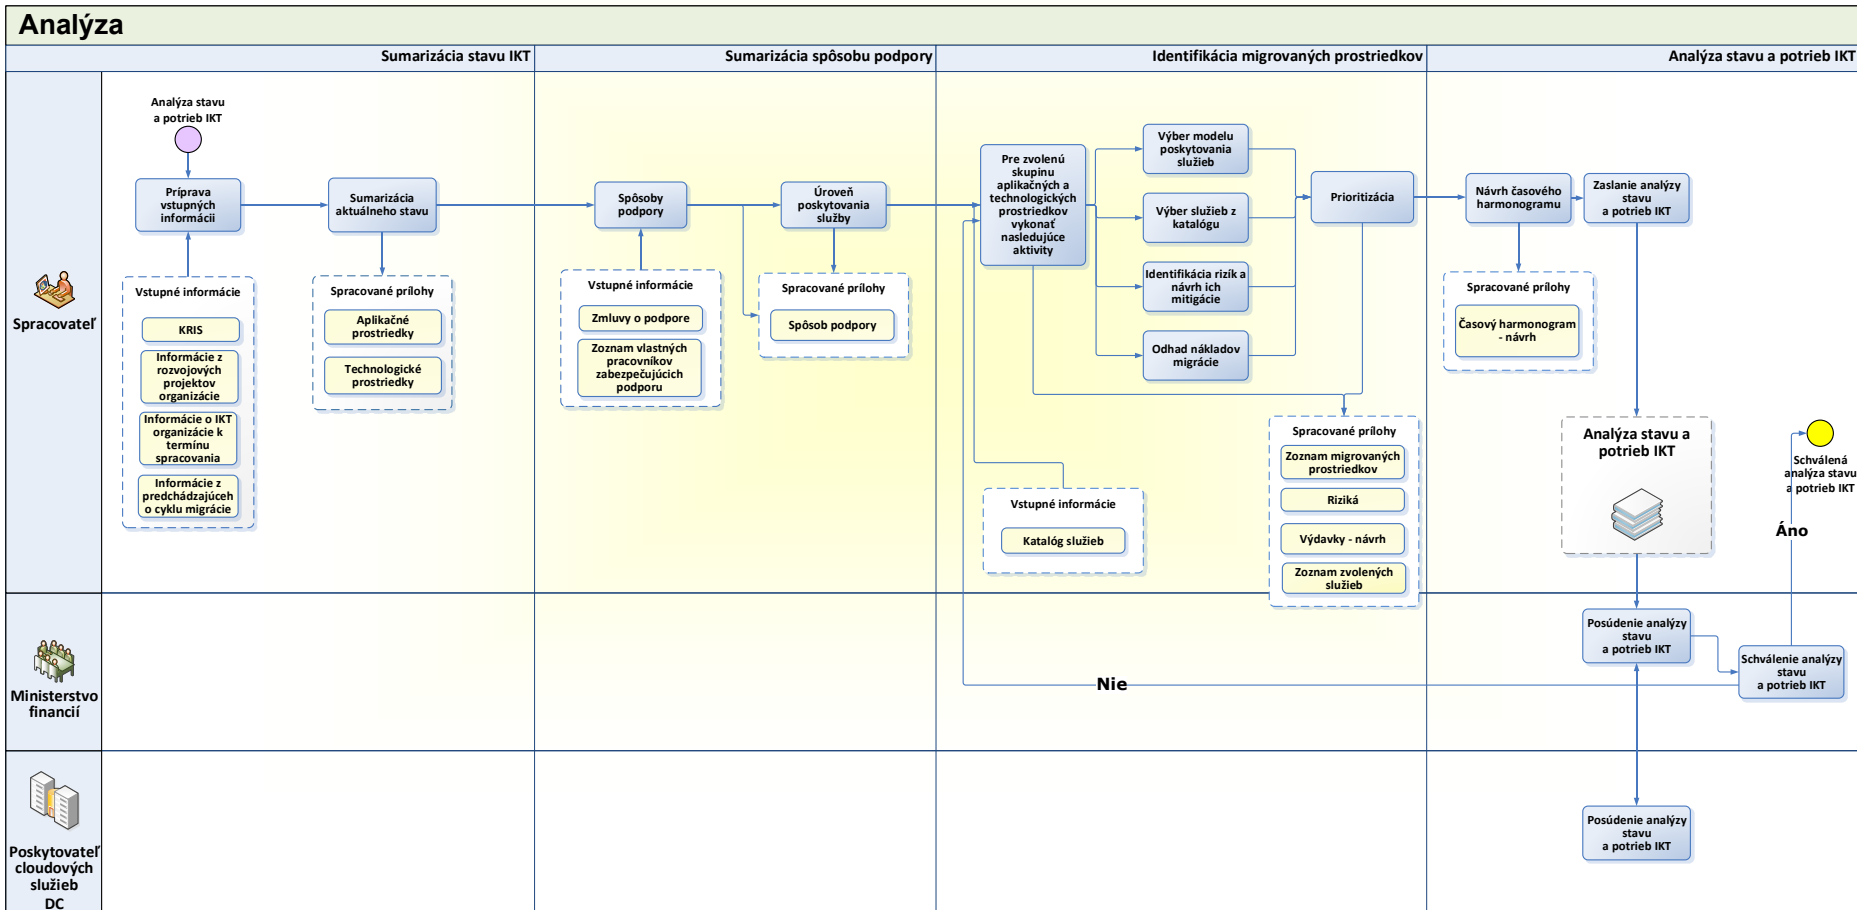 Analýza
Sumarizácia stavu IKT
Sumarizácia spôsobu podpory
Identifikácia migrovaných prostriedkov
Analýza stavu a potrieb IKT
Spracovateľ
Analýza stavu
a potrieb IKT
Príprava
vstupných
informácii
Sumarizácia
aktuálneho stavu
Vstupné informácie
KRIS
Informácie z
rozvojových
projektov
organizácie
Informácie o IKT
organizácie k
termínu
spracovania
Informácie z
predchádzajúceh
o cyklu migrácie
Spracované prílohy
Aplikačné
prostriedky
Technologické
prostriedky
Spôsoby
podpory
Úroveň
poskytovania
služby
Vstupné informácie
Zmluvy o podpore
Zoznam vlastných
pracovníkov
zabezpečujúcich
podporu
Spracované prílohy
Spôsob podpory
Pre zvolenú
skupinu
aplikačných a
technologických
prostriedkov
vykonať
nasledujúce
aktivity
Výber modelu
poskytovania
služieb
Výber služieb z
katalógu
Identifikácia rizík a
návrh ich
mitigácie
Odhad nákladov
migrácie
Prioritizácia
Vstupné informácie
Katalóg služieb
Spracované prílohy
Zoznam migrovaných
prostriedkov
Riziká
Výdavky - návrh
Zoznam zvolených
služieb
Návrh časového
harmonogramu
Zaslanie analýzy
stavu
a potrieb IKT
Spracované prílohy
Časový harmonogram
- návrh
Analýza stavu a
potrieb IKT
Schválená
analýza stavu
a potrieb IKT
Áno
Ministerstvo
financií
Posúdenie analýzy
stavu
a potrieb IKT
Schválenie analýzy
stavu
a potrieb IKT
Nie
Poskytovateľ
cloudových
služieb
DC
Posúdenie analýzy
stavu
a potrieb IKT